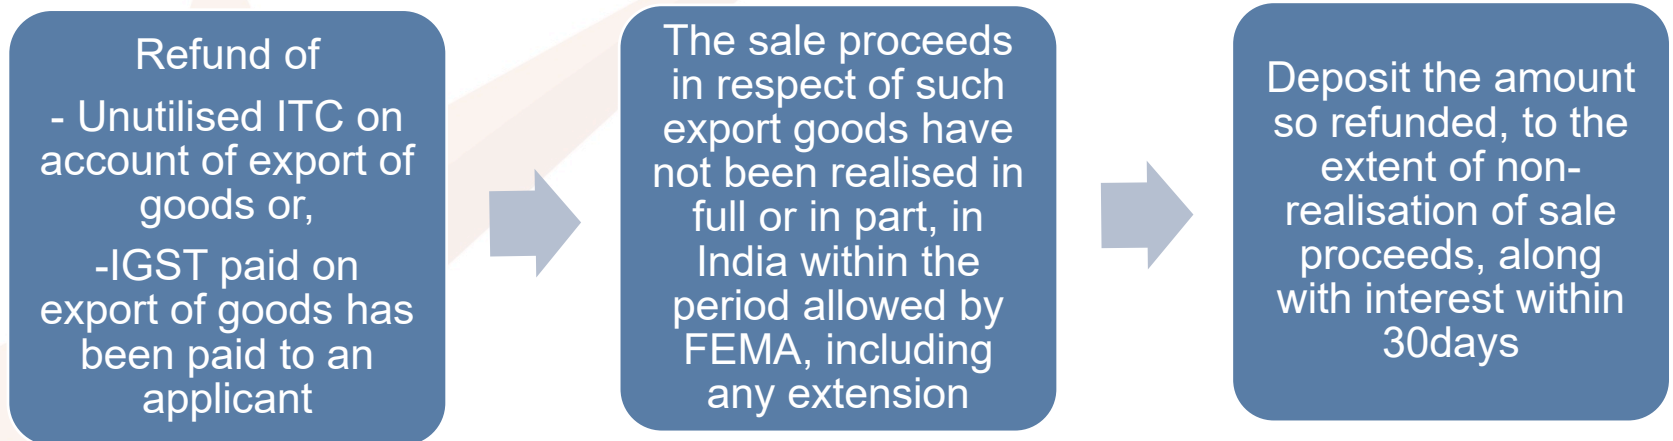 Refund of
- Unutilised ITC on
account of export of
goods or,
-IGST paid on
export of goods has
been paid to an
applicant
The sale proceeds
in respect of such
export goods have
not been realised in
full or in part, in
India within the
period allowed by
FEMA, including
any extension
Deposit the amount
so refunded, to the
extent of non-
realisation of sale
proceeds, along
with interest within
30days